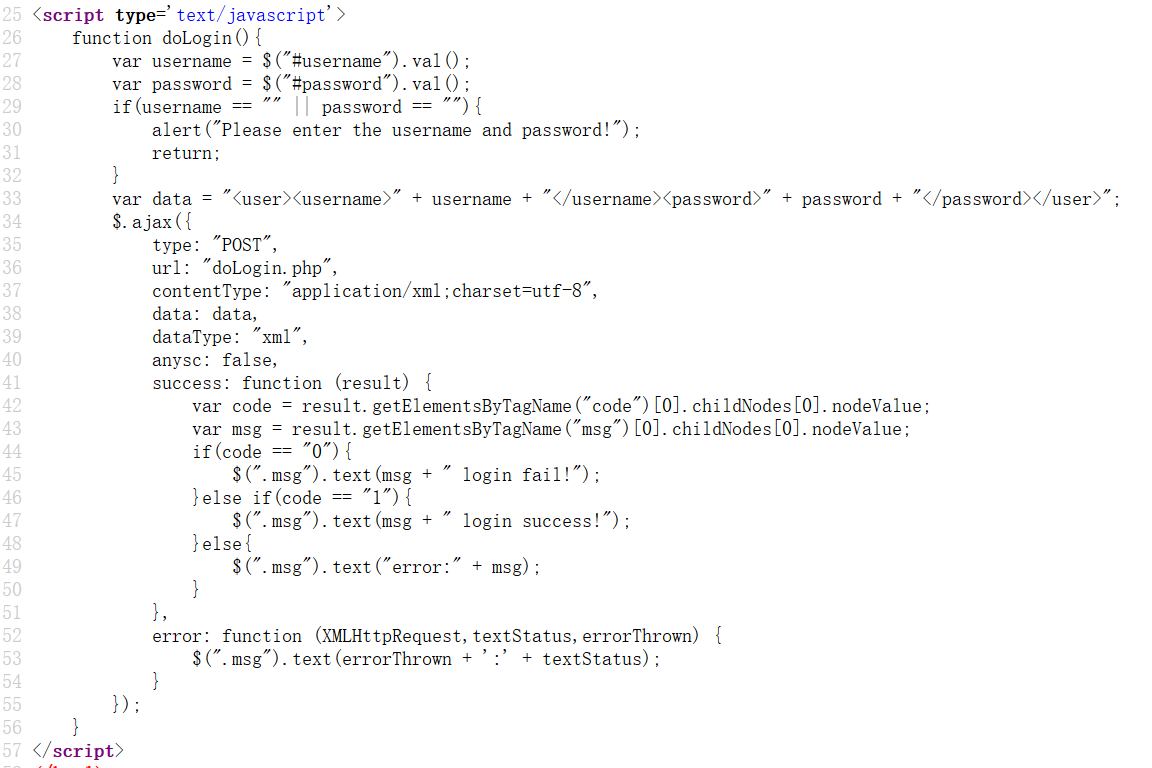 25 <script type='text/javascript'>
26     function doLogin(){
27         var username = $("#username").val();
28         var password = $("#password").val();
29         if(username == "" || password == ""){
30             alert("Please enter the username and password!");
31             return;
32         }
33         var data = "<user><username>" + username + "</username><password>" + password + "</password></user>";
34         $.ajax({
35             type: "POST",
36             url: "doLogin.php",
37             contentType: "application/xml;charset=utf-8",
38             data: data,
39             dataType: "xml",
40             anysc: false,
41             success: function (result) {
42                 var code = result.getElementsByTagName("code")[0].childNodes[0].nodeValue;
43                 var msg = result.getElementsByTagName("msg")[0].childNodes[0].nodeValue;
44                 if(code == "0"){
45                     $(".msg").text(msg + " login fail!");
46                 }else if(code == "1"){
47                     $(".msg").text(msg + " login success!");
48                 }else{
49                     $(".msg").text("error:" + msg);
50                 }
51             },
52             error: function (XMLHttpRequest,textStatus,errorThrown) {
53                 $(".msg").text(errorThrown + ':' + textStatus);
54             }
55         });
56     }
57 </script>